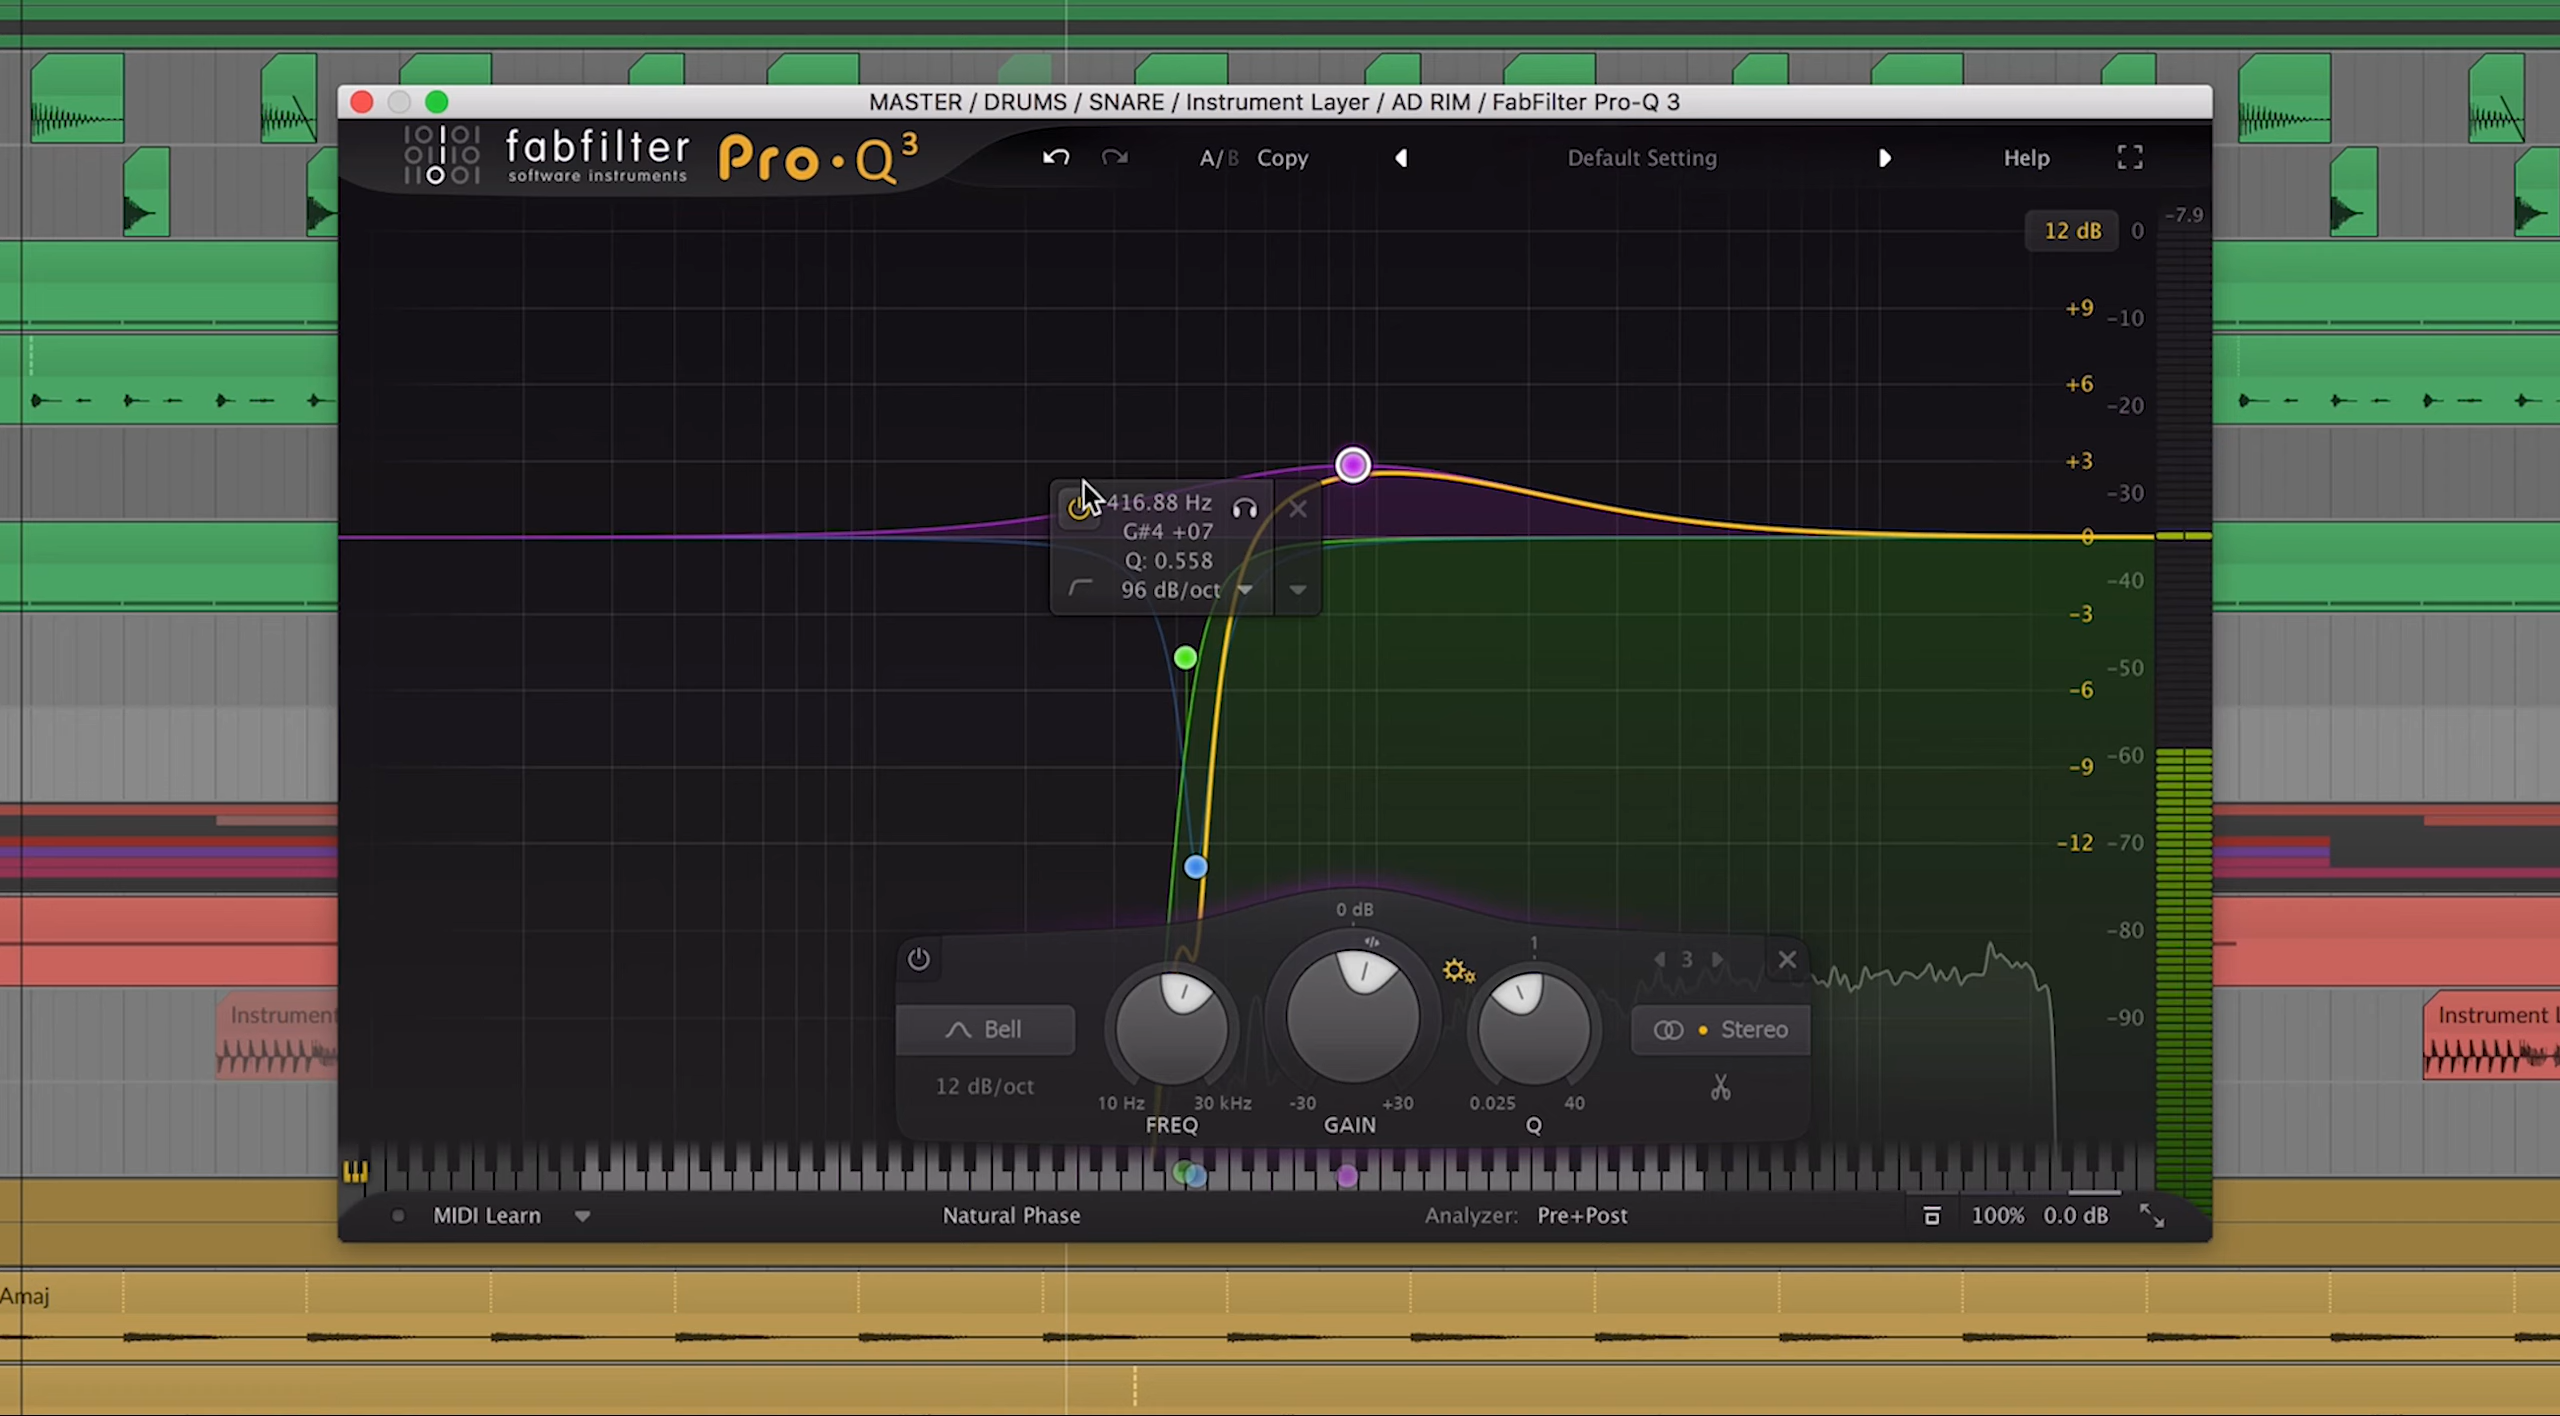 MASTER / DRUMS / SNARE / Instrument Layer / AD RIM / FabFilter Pro-Q 3
fabfilter
software instruments
Pro·Q3
A/B Copy
Default Setting
Help
12 dB
0
-7.9
+9
-10
+6
-20
+3
-30
416.88 Hz
G#4 +07
Q: 0.558
96 dB/oct
0
-40
-3
-50
-6
-60
-9
-12
-70
-80
-90
0 dB
1
3
Bell
12 dB/oct
10 Hz 30 kHz
FREQ
-30 +30
GAIN
0.025 40
Q
Stereo
MIDI Learn
Natural Phase
Analyzer: Pre+Post
100% 0.0 dB
Instrument
Instrument L
Amaj